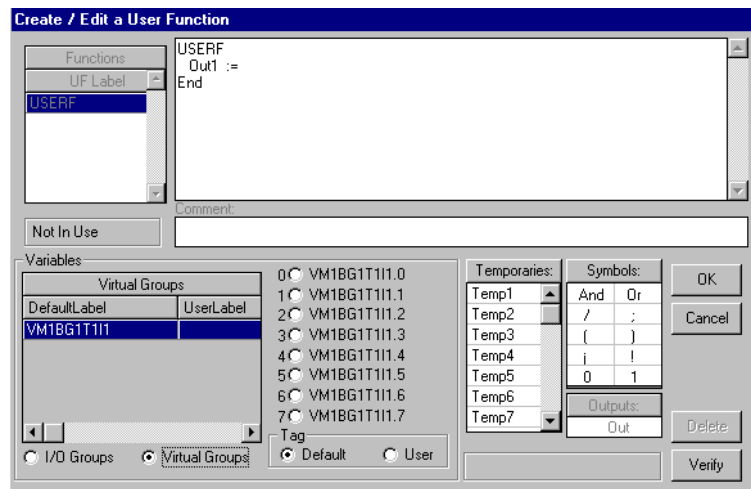 Create / Edit a User Function
Functions
UF Label
USERF
USERF
Out1 :=
End
Not In Use
Comment:
Variables
Virtual Groups
DefaultLabel UserLabel
VM1BG1T1I1
0 VM1BG1T1I1.0
1 VM1BG1T1I1.1
2 VM1BG1T1I1.2
3 VM1BG1T1I1.3
4 VM1BG1T1I1.4
5 VM1BG1T1I1.5
6 VM1BG1T1I1.6
7 VM1BG1T1I1.7
I/O Groups Virtual Groups
Tag
Default User
Temporaries:
Temp1
Temp2
Temp3
Temp4
Temp5
Temp6
Temp7
Symbols:
And Or
/ ;
( )
¡ !
0 1
Outputs:
Out
OK
Cancel
Delete
Verify